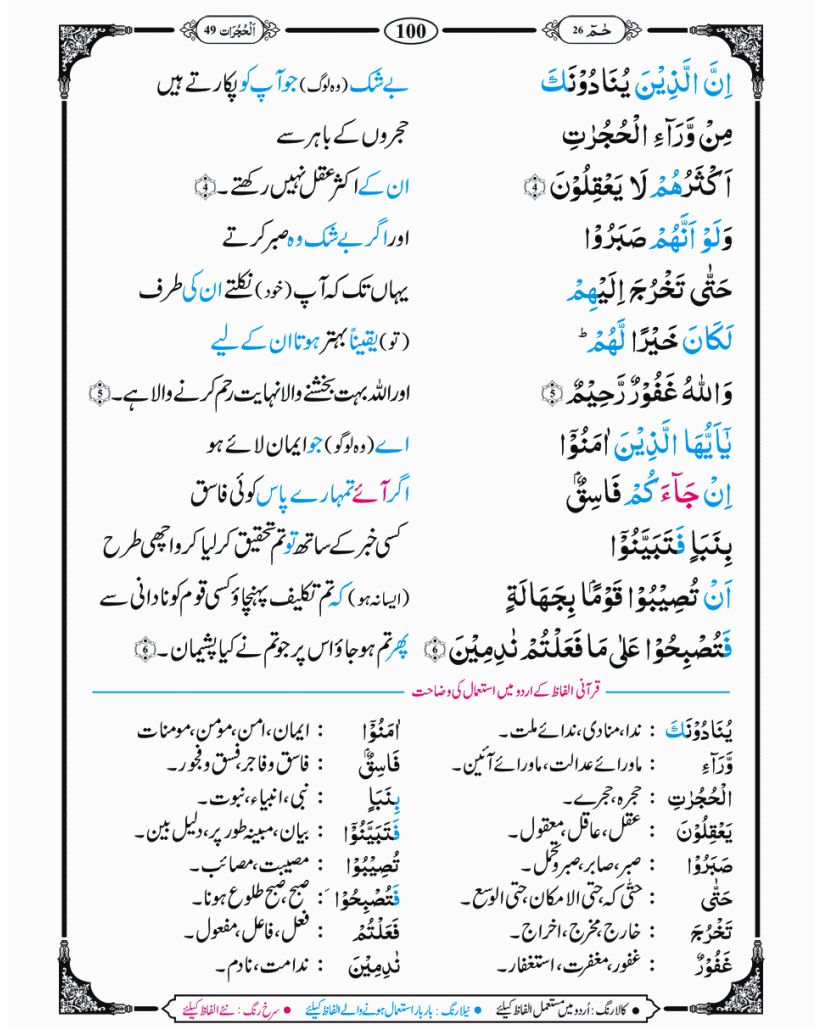 حٰمٓ 26 100 اَلْحُجُرَات 49
اِنَّ الَّذِيْنَ يُنَادُوْنَكَ بے شک (وہ لوگ) جو آپ کو پکارتے ہیں
مِنْ وَّرَآءِ الْحُجُرٰتِ حجروں کے باہر سے
اَكْثَرُهُمْ لَا يَعْقِلُوْنَ 4 ان کے اکثر عقل نہیں رکھتے۔ 4
وَلَوْ اَنَّهُمْ صَبَرُوْا اور اگر بے شک وہ صبر کرتے
حَتّٰى تَخْرُجَ اِلَيْهِمْ یہاں تک کہ آپ (خود) نکلتے ان کی طرف
لَكَانَ خَيْرًا لَّهُمْ ؕ (تو) یقیناً بہتر ہوتا ان کے لیے
وَاللّٰهُ غَفُوْرٌ رَّحِيْمٌ 5 اور اللہ بہت بخشنے والا نہایت رحم کرنے والا ہے۔ 5
يٰۤاَيُّهَا الَّذِيْنَ اٰمَنُوْۤا اے (وہ لوگو) جو ایمان لائے ہو
اِنْ جَآءَكُمْ فَاسِقٌۢ اگر آئے تمہارے پاس کوئی فاسق
بِنَبَاٍ فَتَبَيَّنُوْۤا کسی خبر کے ساتھ تو تم تحقیق کر لیا کرو اچھی طرح
اَنْ تُصِيْبُوْا قَوْمًۢا بِجَهَالَةٍ (ایسا نہ ہو) کہ تم تکلیف پہنچاؤ کسی قوم کو نادانی سے
فَتُصْبِحُوْا عَلٰى مَا فَعَلْتُمْ نٰدِمِيْنَ 6 پھر تم ہو جاؤ اس پر جو تم نے کیا پشیمان۔ 6
قرآنی الفاظ کے اردو میں استعمال کی وضاحت
يُنَادُوْنَكَ : ندا، منادی، ندائے ملت۔ اٰمَنُوْۤا : ایمان، امن، مومن، مومنات
وَّرَآءِ : ماورائے عدالت، ماورائے آئین۔ فَاسِقٌۢ : فاسق و فاجر، فسق و فجور۔
الْحُجُرٰتِ : حجرہ، حجرے۔ بِنَبَاٍ : نبی، انبیاء، نبوت۔
يَعْقِلُوْنَ : عقل، عاقل، معقول۔ فَتَبَيَّنُوْۤا : بیان، مبینہ طور پر، دلیل بین۔
صَبَرُوْا : صبر، صابر، صبر و تحمل۔ تُصِيْبُوْا : مصیبت، مصائب۔
حَتّٰى : حتّٰی کہ، حتی الامکان، حتی الوسع۔ فَتُصْبِحُوْا : صبح، صبح طلوع ہونا۔
تَخْرُجَ : خارج، مخرج، اخراج۔ فَعَلْتُمْ : فعل، فاعل، مفعول۔
غَفُوْرٌ : غفور، مغفرت، استغفار۔ نٰدِمِيْنَ : ندامت، نادم۔
● کالا رنگ : اُردو میں مستعمل الفاظ کیلئے ● نیلا رنگ : بار بار استعمال ہونے والے الفاظ کیلئے ● سرخ رنگ : نئے الفاظ کیلئے